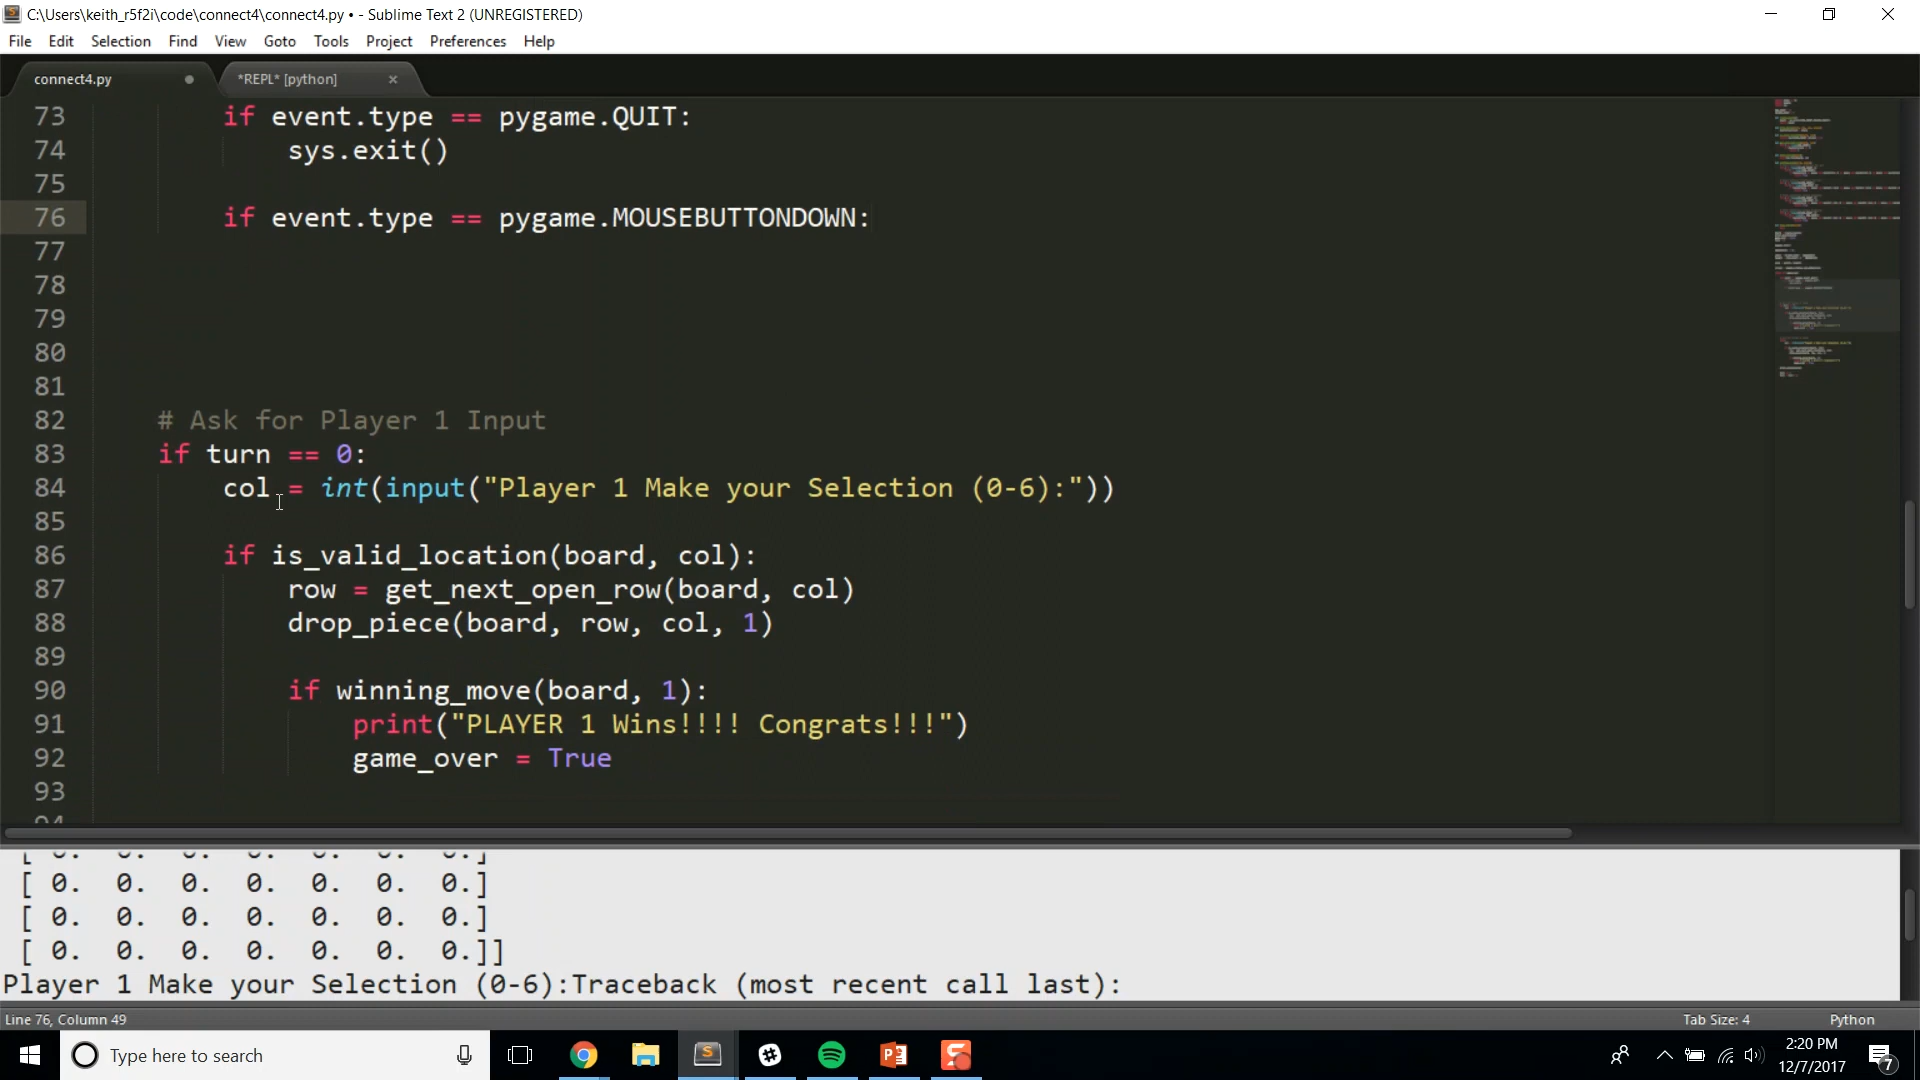 C:\Users\keith_r5f2i\code\connect4\connect4.py • - Sublime Text 2 (UNREGISTERED)
File Edit Selection Find View Goto Tools Project Preferences Help
connect4.py *REPL* [python]
73 if event.type == pygame.QUIT:
74 sys.exit()
75
76 if event.type == pygame.MOUSEBUTTONDOWN:
77
78
79
80
81
82 # Ask for Player 1 Input
83 if turn == 0:
84 col = int(input("Player 1 Make your Selection (0-6):"))
85
86 if is_valid_location(board, col):
87 row = get_next_open_row(board, col)
88 drop_piece(board, row, col, 1)
89
90 if winning_move(board, 1):
91 print("PLAYER 1 Wins!!!! Congrats!!!")
92 game_over = True
93
94
[ 0. 0. 0. 0. 0. 0. 0.]
[ 0. 0. 0. 0. 0. 0. 0.]
[ 0. 0. 0. 0. 0. 0. 0.]
[ 0. 0. 0. 0. 0. 0. 0.]]
Player 1 Make your Selection (0-6):Traceback (most recent call last):
Line 76, Column 49 Tab Size: 4 Python
Type here to search
2:20 PM
12/7/2017
7